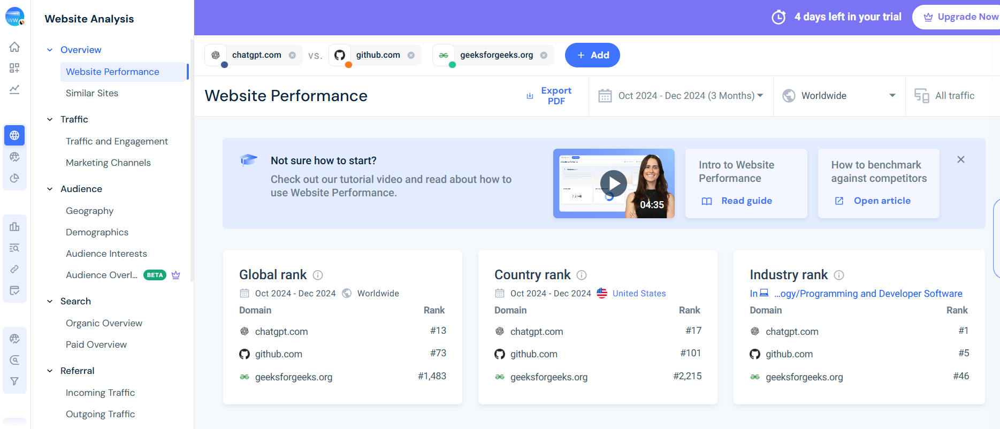 Website Analysis
4 days left in your trial
Upgrade Now
chatgpt.com
vs.
github.com
geeksforgeeks.org
+ Add
Overview
Website Performance
Similar Sites
Traffic
Traffic and Engagement
Marketing Channels
Audience
Geography
Demographics
Audience Interests
Audience Overl... BETA
Search
Organic Overview
Paid Overview
Referral
Incoming Traffic
Outgoing Traffic
Website Performance
Export
PDF
Oct 2024 - Dec 2024 (3 Months)
Worldwide
All traffic
Not sure how to start?
Check out our tutorial video and read about how to
use Website Performance.
04:35
Intro to Website
Performance
Read guide
How to benchmark
against competitors
Open article
Global rank
Oct 2024 - Dec 2024 Worldwide
Domain Rank
chatgpt.com #13
github.com #73
geeksforgeeks.org #1,483
Country rank
Oct 2024 - Dec 2024 United States
Domain Rank
chatgpt.com #17
github.com #101
geeksforgeeks.org #2,215
Industry rank
In ...ogy/Programming and Developer Software
Domain Rank
chatgpt.com #1
github.com #5
geeksforgeeks.org #46